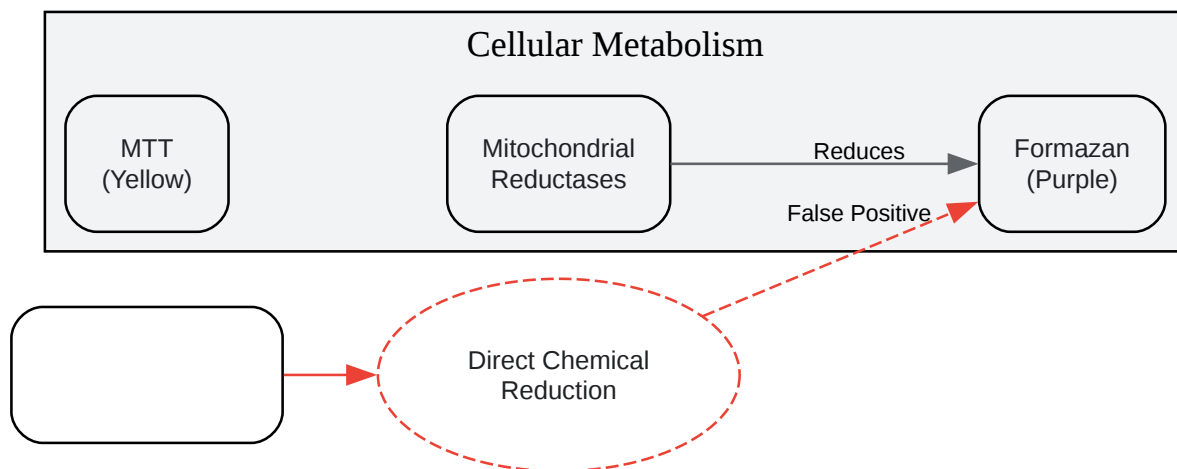 Cellular Metabolism
MTT
(Yellow)
Mitochondrial
Reductases
Reduces
Formazan
(Purple)
False Positive
Direct Chemical
Reduction